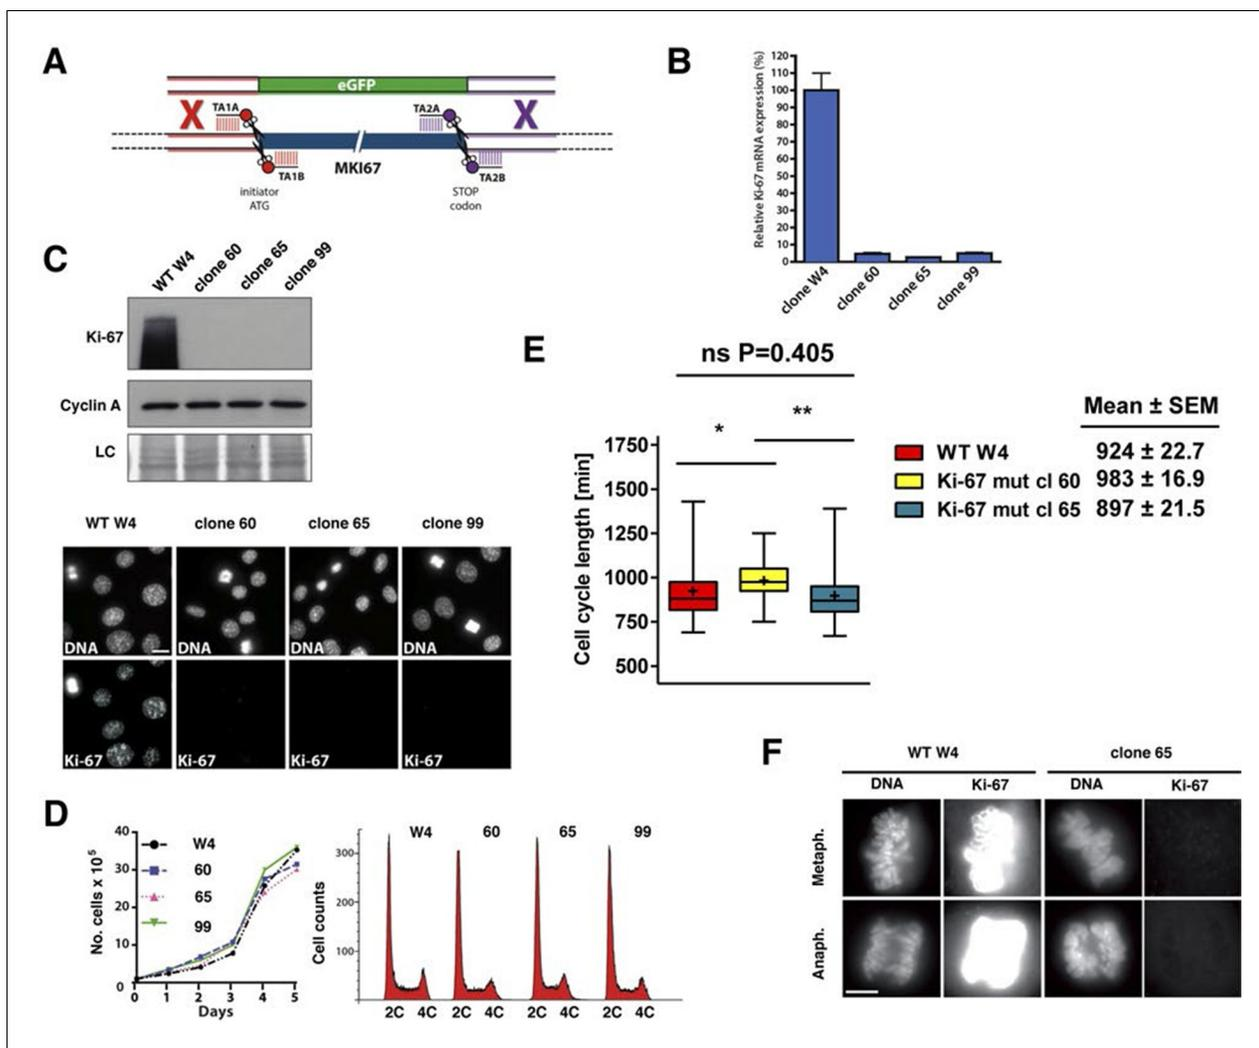 A
eGFP
TA1A
TA2A
X
X
MKI67
TA1B
TA2B
initiator
ATG
STOP
codon
B
Relative Ki-67 mRNA expression (%)
120
110
100
90
80
70
60
50
40
30
20
10
0
clone W4
clone 60
clone 65
clone 99
C
WT W4
clone 60
clone 65
clone 99
Ki-67
Cyclin A
LC
WT W4 clone 60 clone 65 clone 99
DNA DNA DNA DNA
Ki-67 Ki-67 Ki-67 Ki-67
D
No. cells x 10⁵
40
30
20
10
0
0 1 2 3 4 5
Days
W4
60
65
99
Cell counts
300
200
100
W4 60 65 99
2C 4C 2C 4C 2C 4C 2C 4C
E
ns P=0.405
*
**
Cell cycle length [min]
1750
1500
1250
1000
750
500
Mean ± SEM
WT W4 924 ± 22.7
Ki-67 mut cl 60 983 ± 16.9
Ki-67 mut cl 65 897 ± 21.5
F
WT W4 clone 65
DNA Ki-67 DNA Ki-67
Metaph.
Anaph.